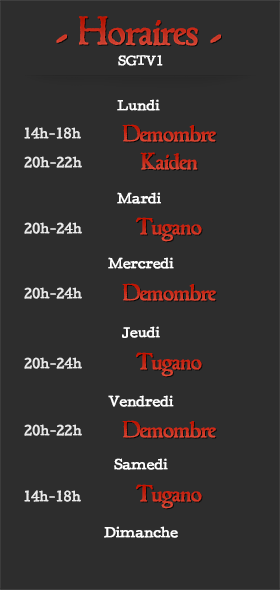 - Horaires -
SGTV1
Lundi
14h-18h Demombre
20h-22h Kaiden
Mardi
20h-24h Tugano
Mercredi
20h-24h Demombre
Jeudi
20h-24h Tugano
Vendredi
20h-22h Demombre
Samedi
14h-18h Tugano
Dimanche